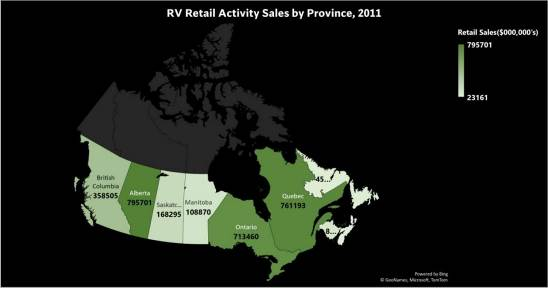 RV Retail Activity Sales by Province, 2011
Retail Sales($000,000's)
795701
23161
British
Columbia
358505
Alberta
795701
Saskatc...
168295
Manitoba
108870
Ontario
713460
Quebec
761193
45...
8...
Powered by Bing
© GeoNames, Microsoft, TomTom